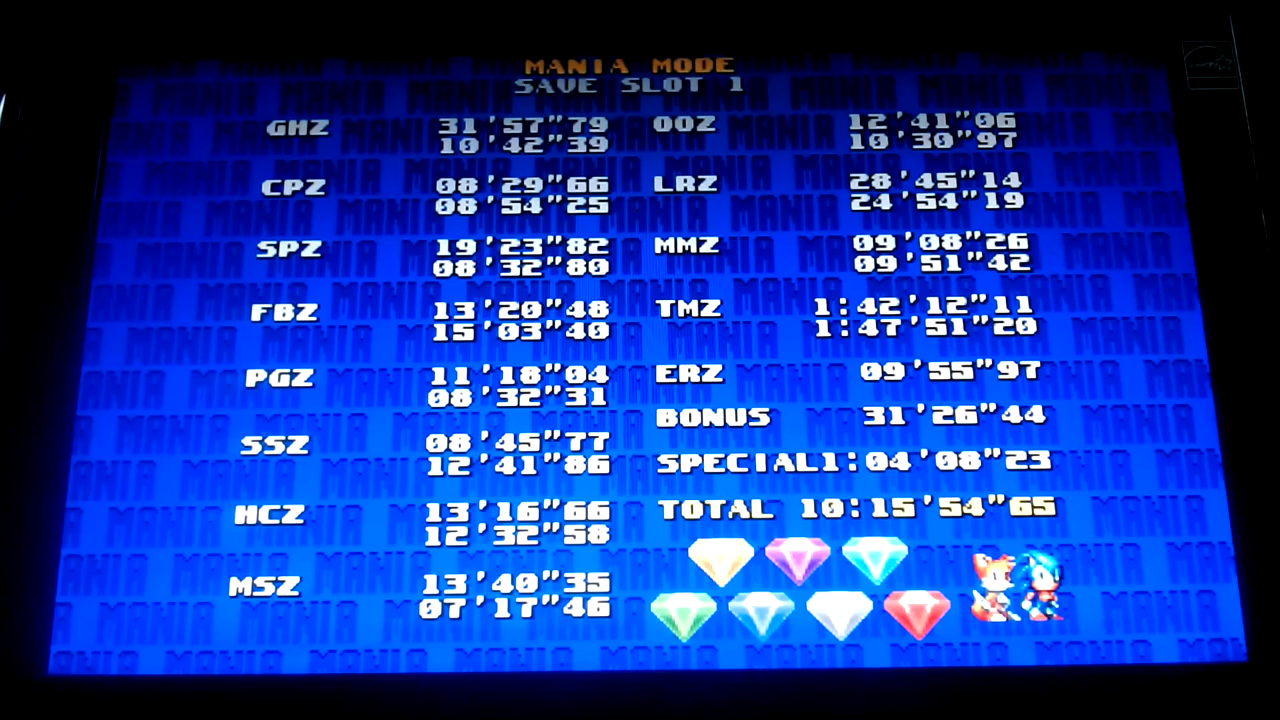 MANIA MODE
SAVE SLOT 1
GHZ 31'57"79
10'42"39
CPZ 08'29"66
08'54"25
SPZ 19'23"82
08'32"80
FBZ 13'20"48
15'03"40
PGZ 11'18"04
08'32"31
SSZ 08'45"77
12'41"86
HCZ 13'16"66
12'32"58
MSZ 13'40"35
07'17"46
OOZ 12'41"06
10'30"97
LRZ 28'45"14
24'54"19
MMZ 09'08"26
09'51"42
TMZ 1:42'12"11
1:47'51"20
ERZ 09'55"97
BONUS 31'26"44
SPECIAL1:04'08"23
TOTAL 10:15'54"65